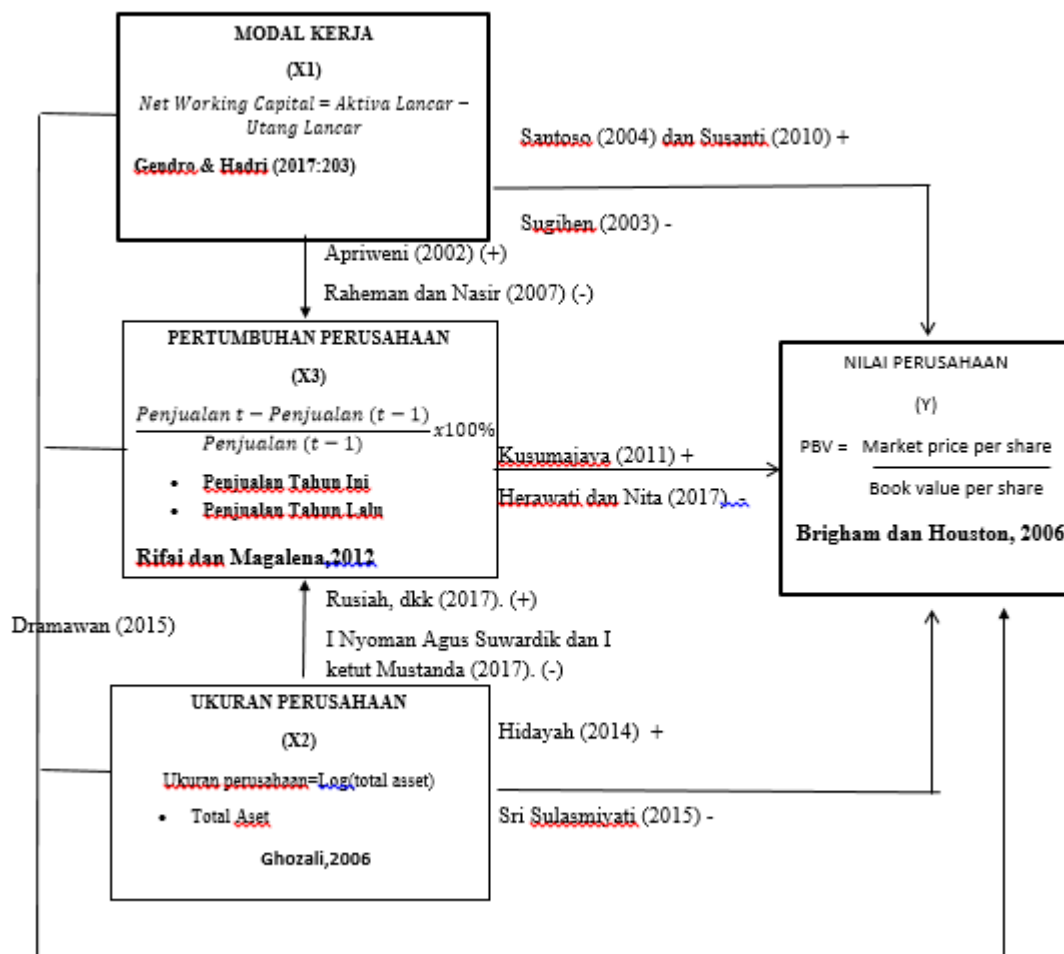 MODAL KERJA
(X1)
Net Working Capital = Aktiva Lancar −
Utang Lancar
Gendro & Hadri (2017:203)
Santoso (2004) dan Susanti (2010) +
Sugihen (2003) -
Apriweni (2002) (+)
Raheman dan Nasir (2007) (-)
PERTUMBUHAN PERUSAHAAN
(X3)
Penjualan t − Penjualan (t − 1)
Penjualan (t − 1)
x100%
• Penjualan Tahun Ini
• Penjualan Tahun Lalu
Rifai dan Magalena,2012
Kusumajaya (2011) +
Herawati dan Nita (2017). -
NILAI PERUSAHAAN
(Y)
PBV = Market price per share
Book value per share
Brigham dan Houston, 2006
Dramawan (2015)
Rusiah, dkk (2017). (+)
I Nyoman Agus Suwardik dan I
ketut Mustanda (2017). (-)
UKURAN PERUSAHAAN
(X2)
Ukuran perusahaan=Log(total asset)
• Total Aset
Ghozali,2006
Hidayah (2014) +
Sri Sulasmiyati (2015) -